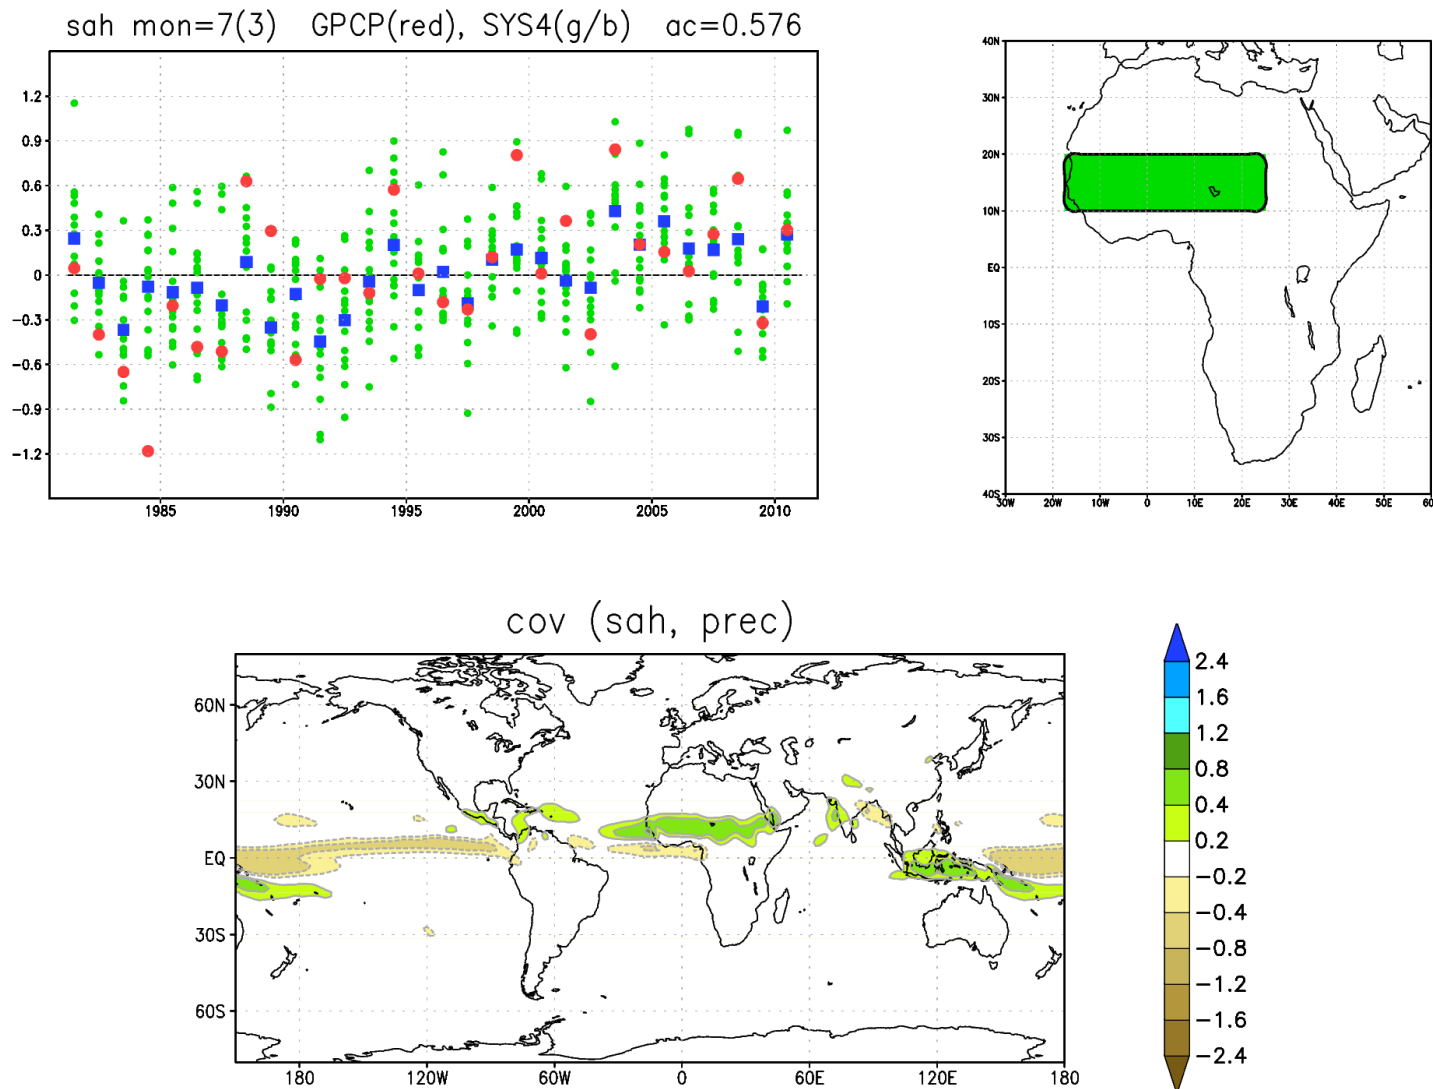 sah mon=7(3) GPCP(red), SYS4(g/b) ac=0.576
1.2
0.9
0.6
0.3
0
-0.3
-0.6
-0.9
-1.2
1985 1990 1995 2000 2005 2010
40N
30N
20N
10N
EQ
10S
20S
30S
40S
30W 20W 10W 0 10E 20E 30E 40E 50E 60
cov (sah, prec)
60N
30N
EQ
30S
60S
180 120W 60W 0 60E 120E 180
2.4
1.6
1.2
0.8
0.4
0.2
-0.2
-0.4
-0.8
-1.2
-1.6
-2.4